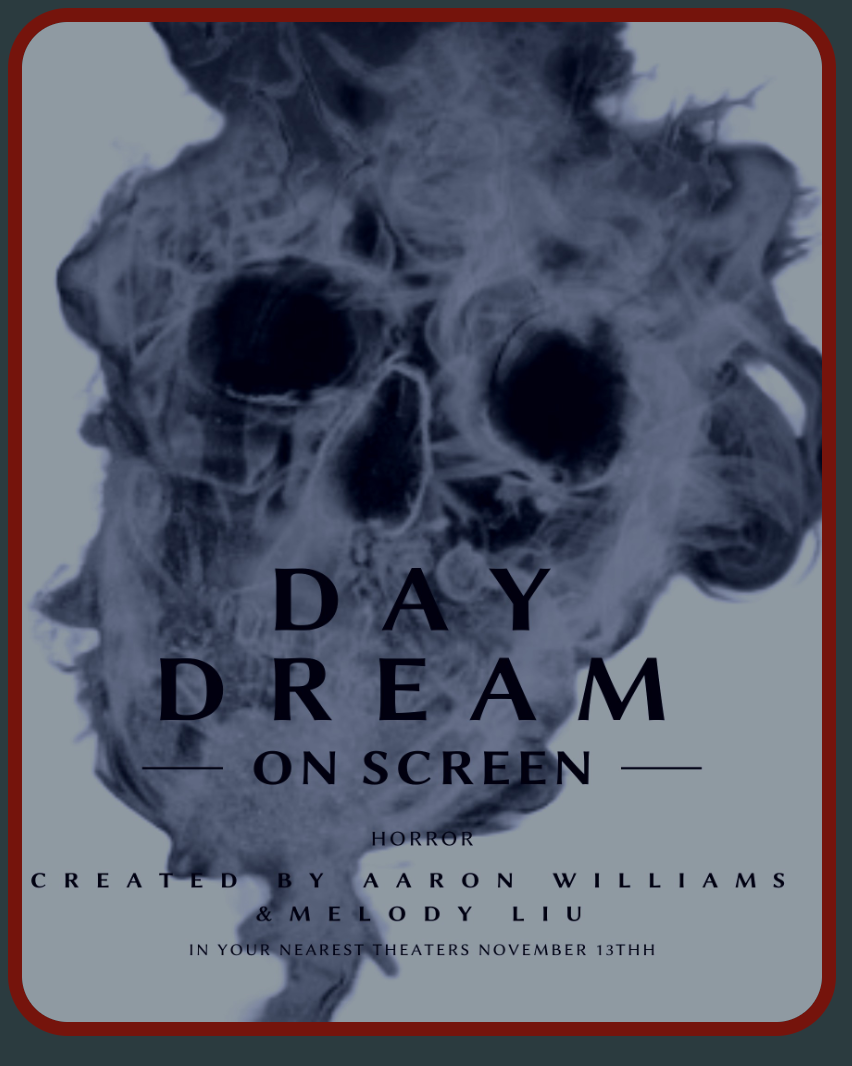 DAY
DREAM
ON SCREEN
HORROR
CREATED BY AARON WILLIAMS
& MELODY LIU
IN YOUR NEAREST THEATERS NOVEMBER 13THH